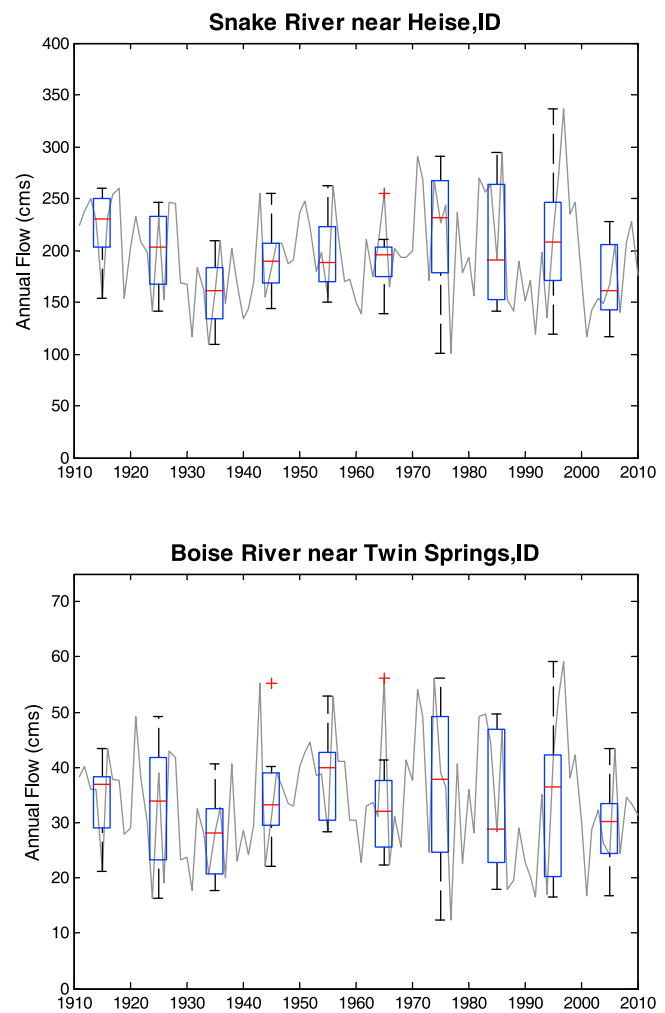 Snake River near Heise,ID
400
350
300
250
200
150
100
50
0
Annual Flow (cms)
1910 1920 1930 1940 1950 1960 1970 1980 1990 2000 2010
Boise River near Twin Springs,ID
70
60
50
40
30
20
10
0
Annual Flow (cms)
1910 1920 1930 1940 1950 1960 1970 1980 1990 2000 2010